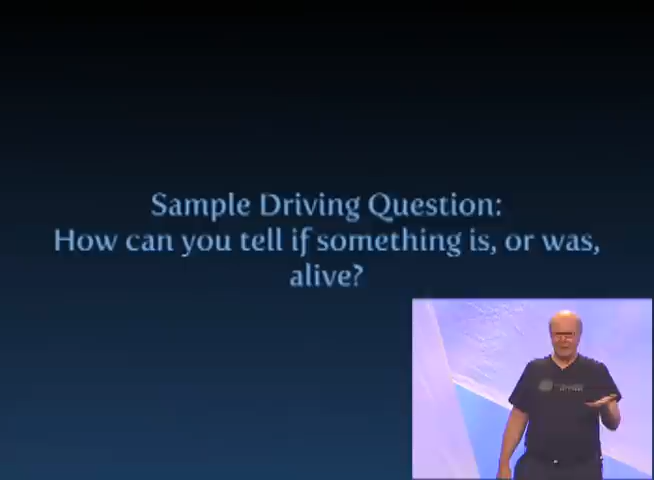 Sample Driving Question:
How can you tell if something is, or was,
alive?